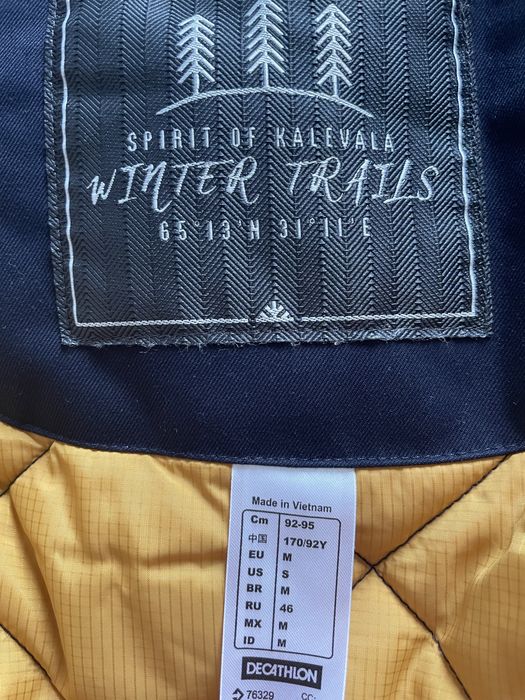 SPIRIT OF KALEVALA
WINTER TRAILS
65°13'N 31°11'E
Made in Vietnam
Cm 92-95
中国 170/92Y
EU M
US S
BR M
RU 46
MX M
ID M
DECATHLON
76329 CC: